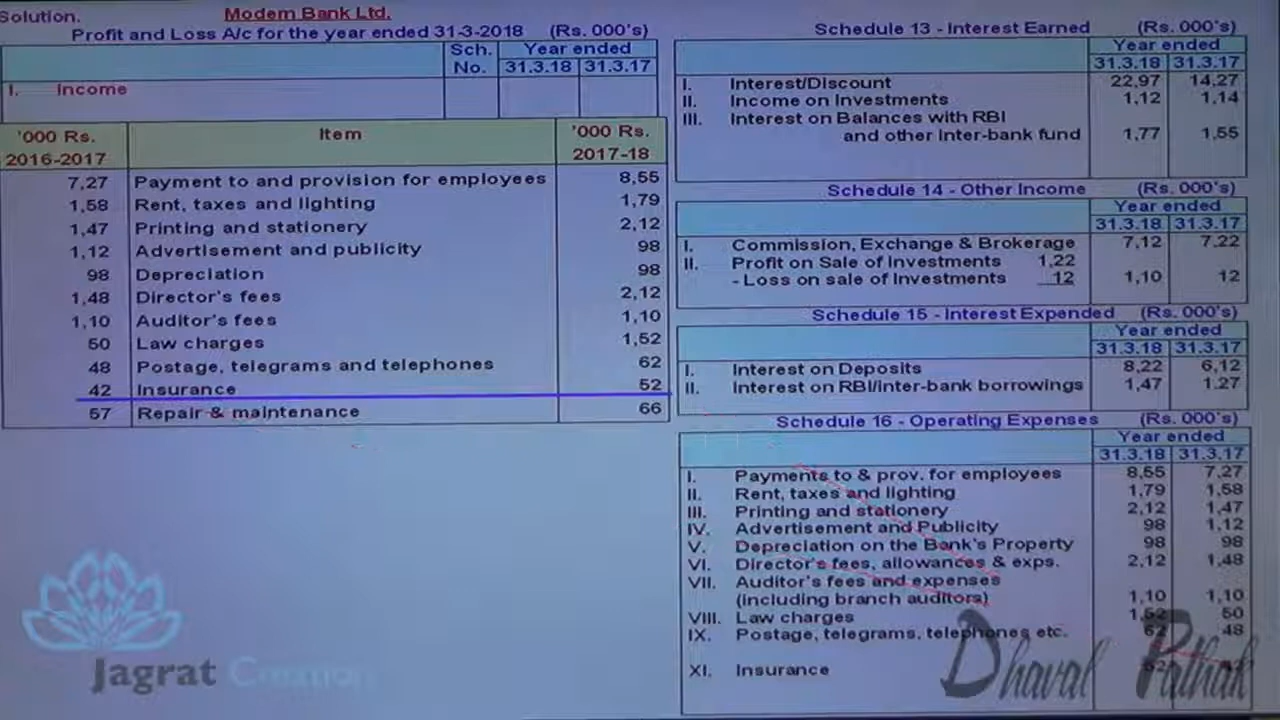 Solution.
Modern Bank Ltd.
Profit and Loss A/c for the year ended 31-3-2018 (Rs. 000's)
Sch. No. Year ended
31.3.18 31.3.17
I. Income
'000 Rs. 2016-2017 Item '000 Rs. 2017-18
7,27 Payment to and provision for employees 8,55
1,58 Rent, taxes and lighting 1,79
1,47 Printing and stationery 2,12
1,12 Advertisement and publicity 98
98 Depreciation 98
1,48 Director's fees 2,12
1,10 Auditor's fees 1,10
50 Law charges 1,52
48 Postage, telegrams and telephones 62
42 Insurance 52
57 Repair & maintenance 66
Schedule 13 - Interest Earned (Rs. 000's)
Year ended
31.3.18 31.3.17
I. Interest/Discount 22,97 14,27
II. Income on Investments 1,12 1,14
III. Interest on Balances with RBI
and other Inter-bank fund 1,77 1,55
Schedule 14 - Other Income (Rs. 000's)
Year ended
31.3.18 31.3.17
I. Commission, Exchange & Brokerage 7,12 7,22
II. Profit on Sale of Investments 1,22
- Loss on sale of Investments 12 1,10 12
Schedule 15 - Interest Expended (Rs. 000's)
Year ended
31.3.18 31.3.17
I. Interest on Deposits 8,22 6,12
II. Interest on RBI/inter-bank borrowings 1,47 1,27
Schedule 16 - Operating Expenses (Rs. 000's)
Year ended
31.3.18 31.3.17
I. Payments to & prov. for employees 8,55 7,27
II. Rent, taxes and lighting 1,79 1,58
III. Printing and stationery 2,12 1,47
IV. Advertisement and Publicity 98 1,12
V. Depreciation on the Bank's Property 98 98
VI. Director's fees, allowances & exps. 2,12 1,48
VII. Auditor's fees and expenses
(including branch auditors) 1,10 1,10
VIII. Law charges 1,52 50
IX. Postage, telegrams, telephones etc. 62 48
XI. Insurance 52
Jagrat Creation
Dhaval Pathak